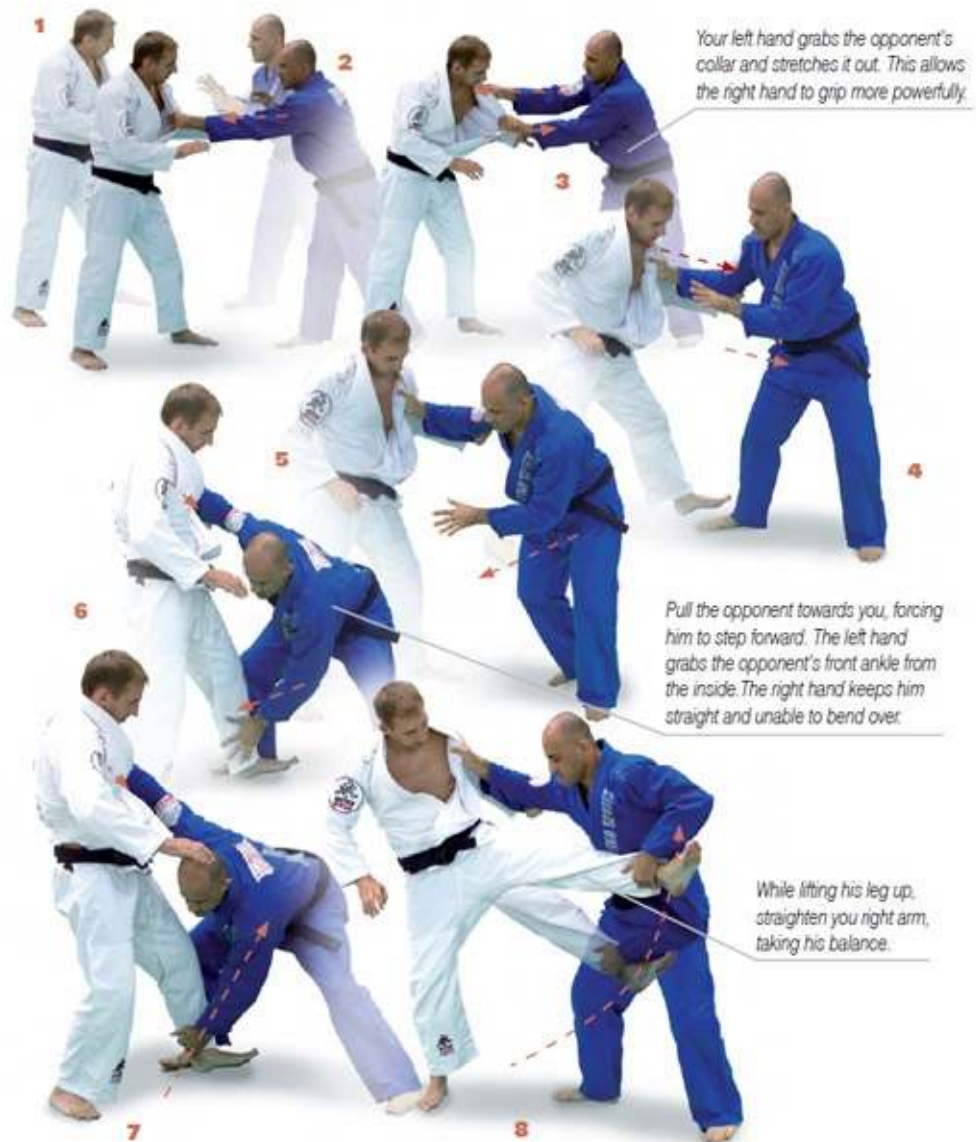 1
2
Your left hand grabs the opponent's
collar and stretches it out. This allows
the right hand to grip more powerfully.
3
4
5
6
Pull the opponent towards you, forcing
him to step forward. The left hand
grabs the opponent's front ankle from
the inside.The right hand keeps him
straight and unable to bend over.
While lifting his leg up,
straighten you right arm,
taking his balance.
7
8